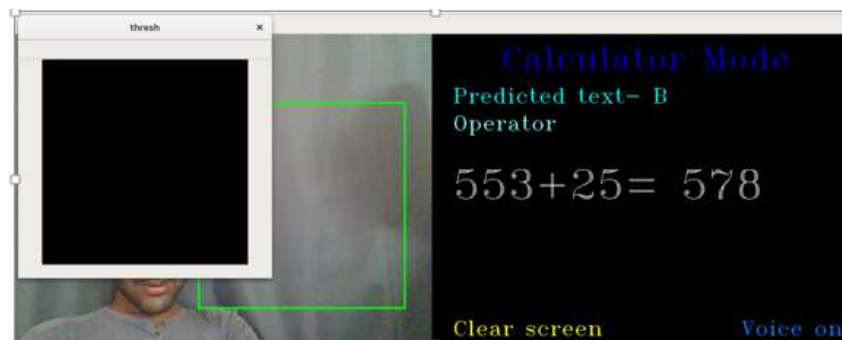 thresh
Calculator Mode
Predicted text- B
Operator
553+25= 578
Clear screen Voice on